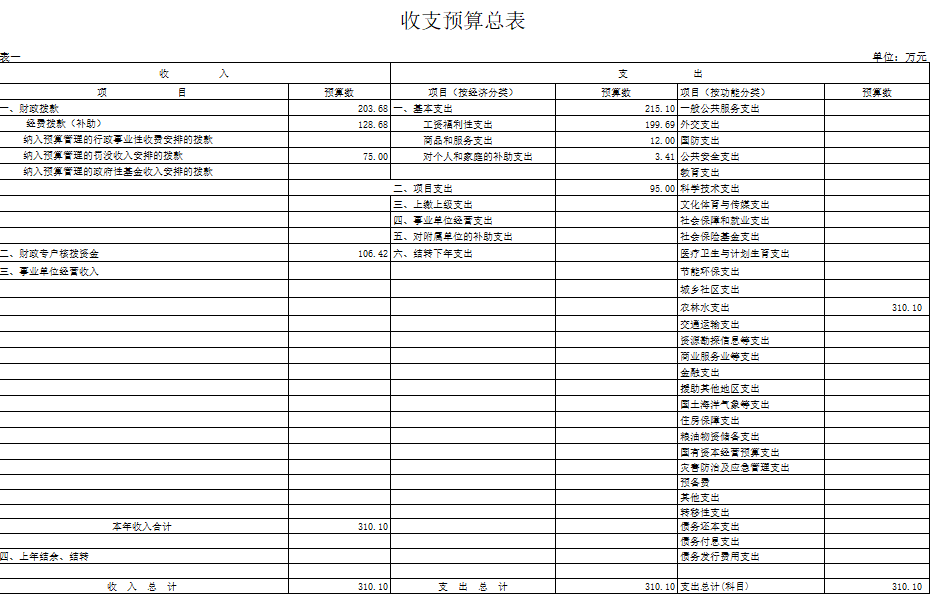 收支预算总表
表一 单位：万元
收 入 支 出
项 目 预算数 项目（按经济分类） 预算数 项目（按功能分类） 预算数
一、财政拨款 203.68 一、基本支出 215.10 一般公共服务支出
经费拨款（补助） 128.68 工资福利性支出 199.69 外交支出
纳入预算管理的行政事业性收费安排的拨款 商品和服务支出 12.00 国防支出
纳入预算管理的罚没收入安排的拨款 75.00 对个人和家庭的补助支出 3.41 公共安全支出
纳入预算管理的政府性基金收入安排的拨款 教育支出
二、项目支出 95.00 科学技术支出
三、上缴上级支出 文化体育与传媒支出
四、事业单位经营支出 社会保障和就业支出
五、对附属单位的补助支出 社会保险基金支出
二、财政专户核拨资金 106.42 六、结转下年支出 医疗卫生与计划生育支出
三、事业单位经营收入 节能环保支出
城乡社区支出
农林水支出 310.10
交通运输支出
资源勘探信息等支出
商业服务业等支出
金融支出
援助其他地区支出
国土海洋气象等支出
住房保障支出
粮油物资储备支出
国有资本经营预算支出
灾害防治及应急管理支出
预备费
其他支出
转移性支出
本年收入合计 310.10 债务还本支出
债务付息支出
四、上年结余、结转 债务发行费用支出
收 入 总 计 310.10 支 出 总 计 310.10 支出总计(科目) 310.10